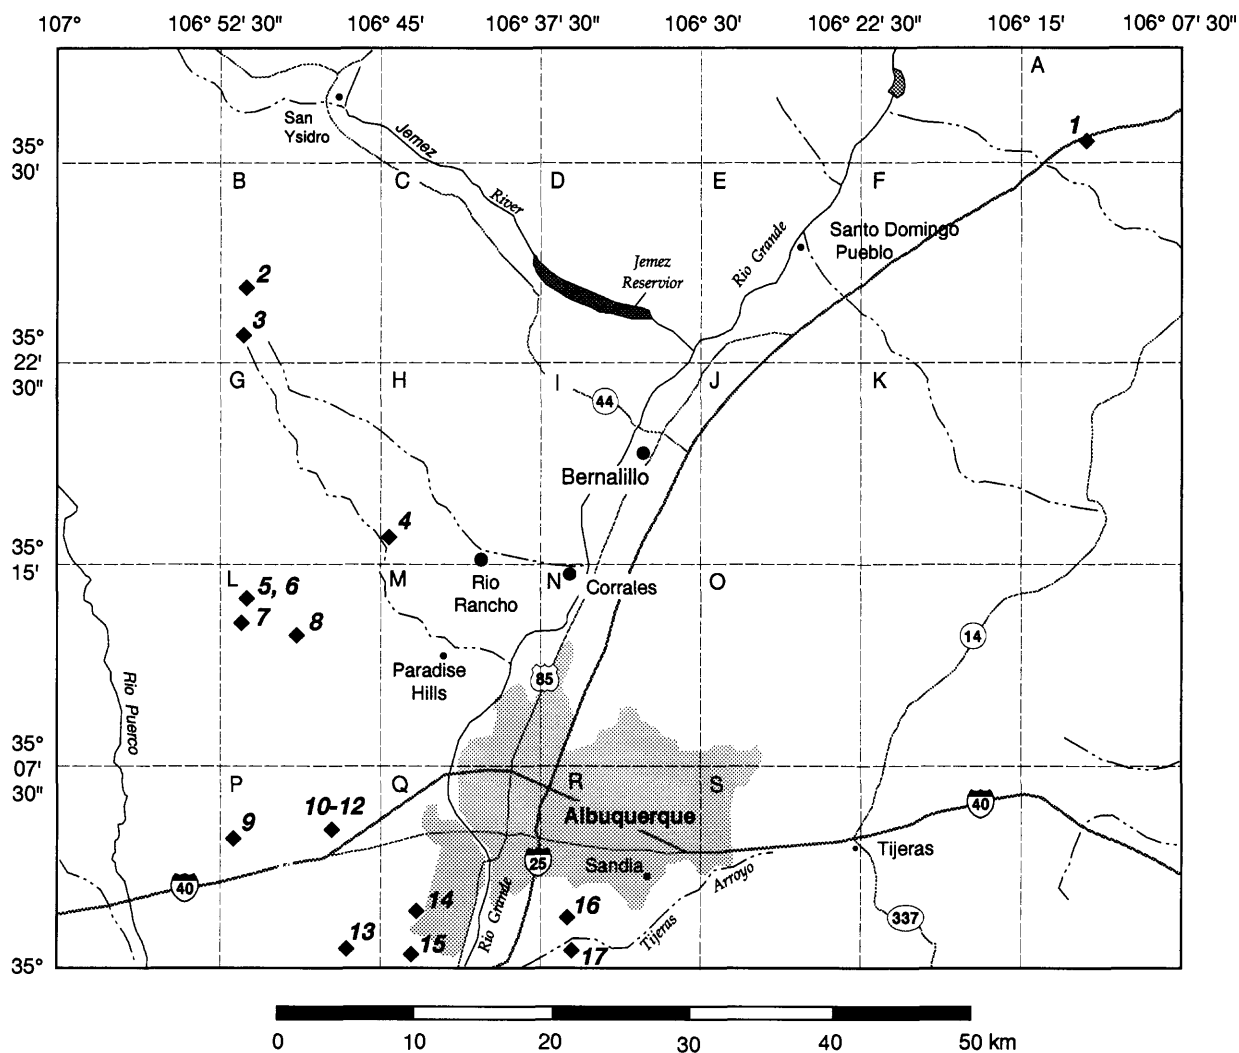 107° 106° 52' 30" 106° 45' 106° 37' 30" 106° 30' 106° 22' 30" 106° 15' 106° 07' 30"
A
1
San
Ysidro
Jemez
River
35°
30'
B C D E F
Rio Grande
Santo Domingo
Pueblo
Jemez
Reservior
2
3
35°
22'
30"
G H I J K
44
Bernalillo
4
35°
15'
L M N O
5, 6
Rio
Rancho
Corrales
7
8
14
Paradise
Hills
85
Rio Puerco
35°
07'
30"
P Q R S
9
10-12
Albuquerque
40
25
Sandia
Tijeras
40
Arroyo
Tijeras
14
Rio Grande
16
337
13
15
17
35°
0 10 20 30 40 50 km